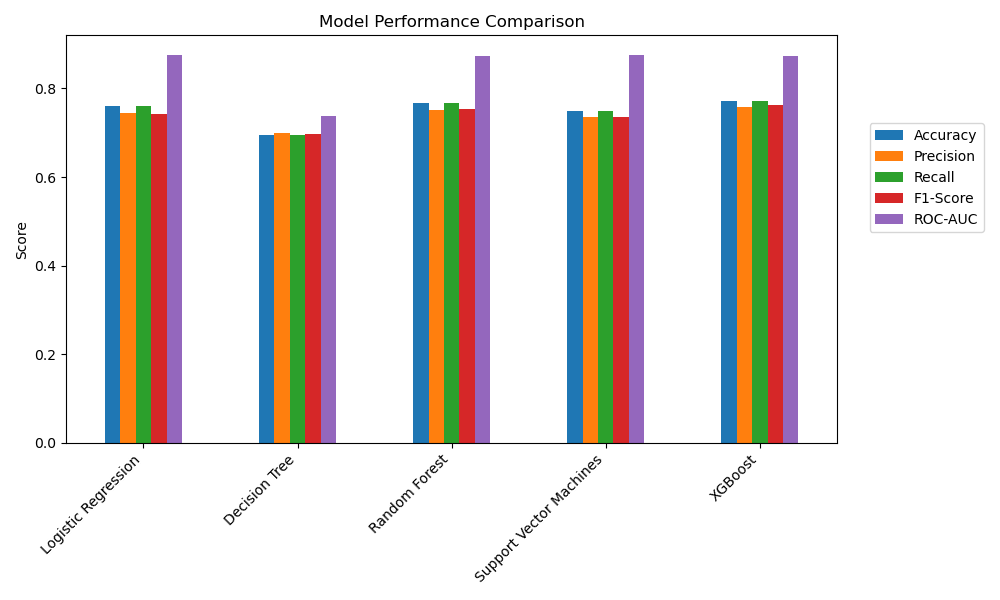 Model Performance Comparison
Score
0.8
0.6
0.4
0.2
0.0
Logistic Regression
Decision Tree
Random Forest
Support Vector Machines
XGBoost
Accuracy
Precision
Recall
F1-Score
ROC-AUC